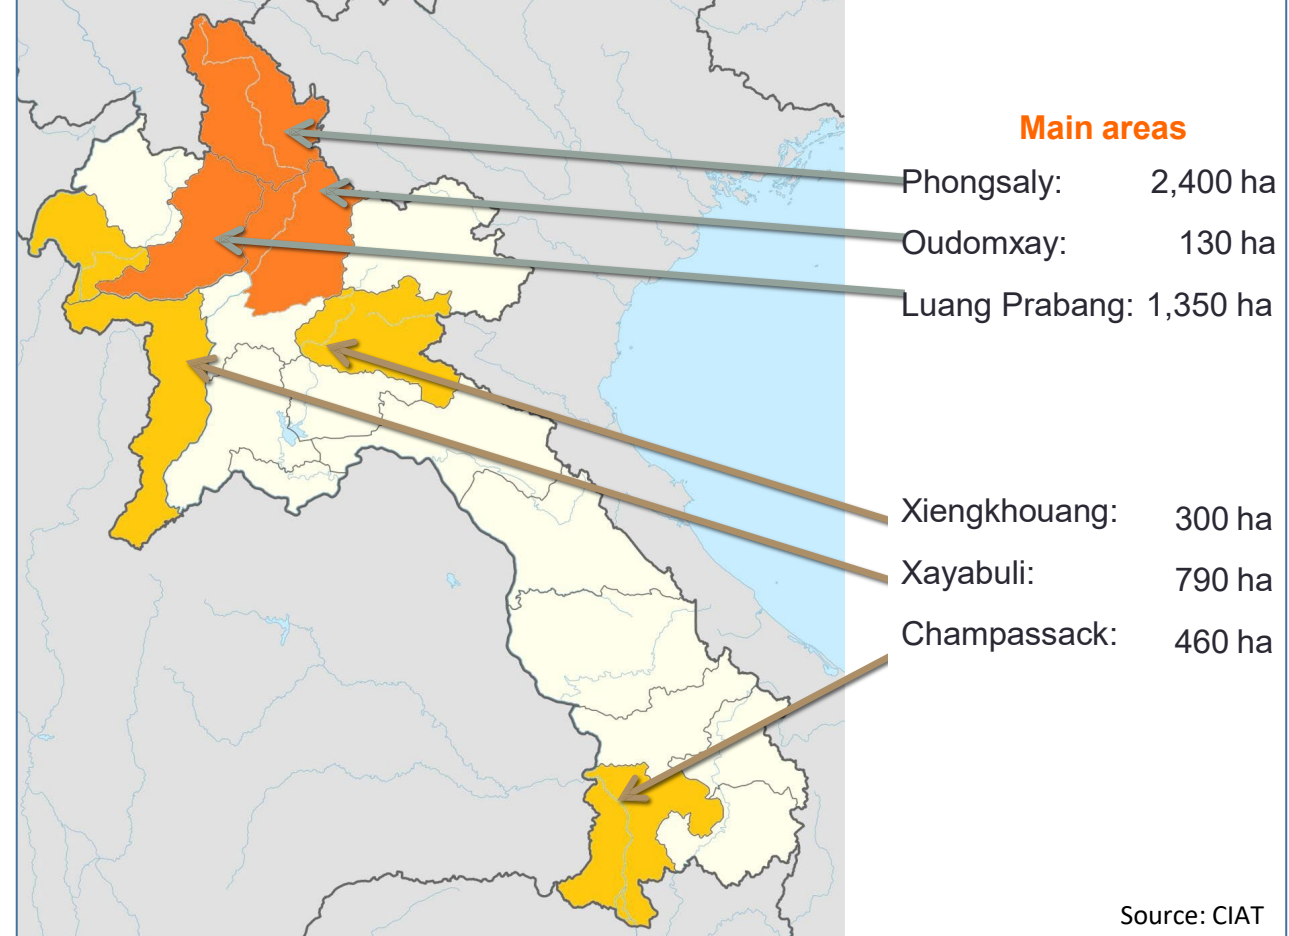 Main areas
Phongsaly: 2,400 ha
Oudomxay: 130 ha
Luang Prabang: 1,350 ha
Xiengkhouang: 300 ha
Xayabuli: 790 ha
Champassack: 460 ha
Source: CIAT